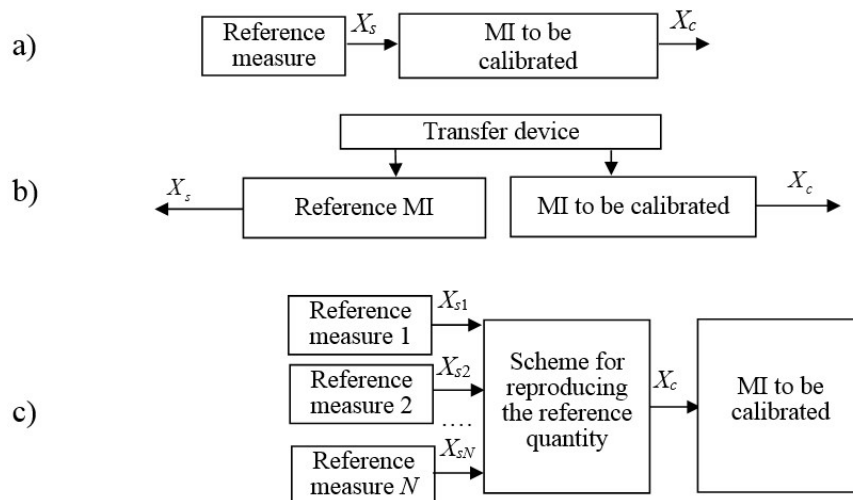 a)
Reference
measure
X_s
MI to be
calibrated
X_c
b)
Transfer device
X_s
Reference MI
MI to be calibrated
X_c
c)
Reference
measure 1
X_s1
Reference
measure 2
X_s2
....
Reference
measure N
X_sN
Scheme for
reproducing
the reference
quantity
X_c
MI to be
calibrated